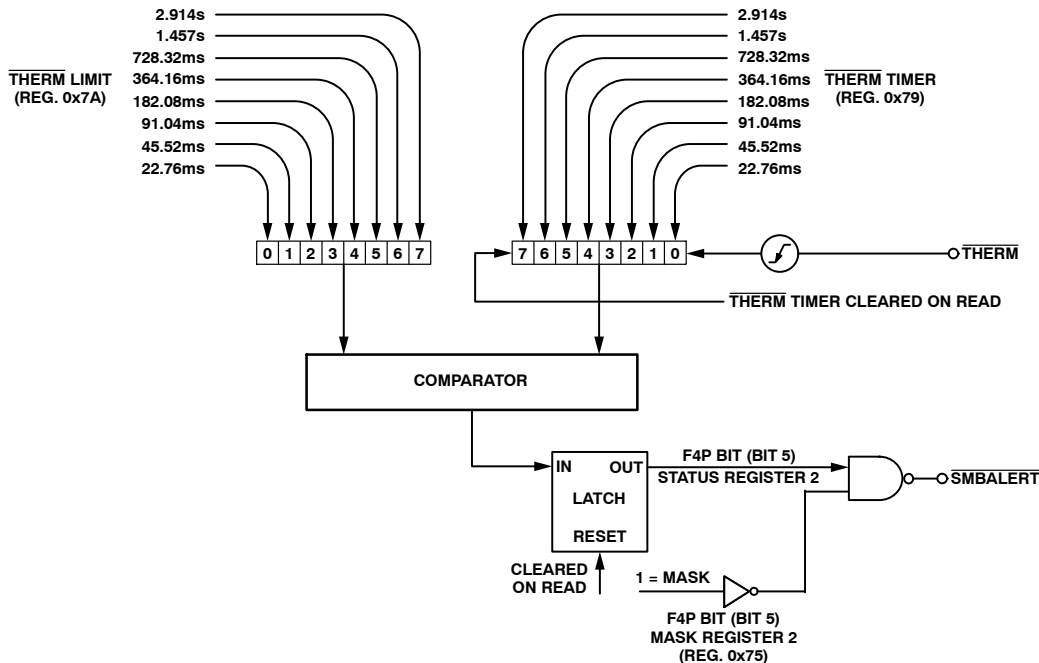 2.914s
1.457s
728.32ms
364.16ms
182.08ms
91.04ms
45.52ms
22.76ms
THERM LIMIT
(REG. 0x7A)
2.914s
1.457s
728.32ms
364.16ms
182.08ms
91.04ms
45.52ms
22.76ms
THERM TIMER
(REG. 0x79)
0 1 2 3 4 5 6 7
7 6 5 4 3 2 1 0
THERM
THERM TIMER CLEARED ON READ
COMPARATOR
IN OUT
LATCH
RESET
F4P BIT (BIT 5)
STATUS REGISTER 2
SMBALERT
CLEARED
ON READ
1 = MASK
F4P BIT (BIT 5)
MASK REGISTER 2
(REG. 0x75)